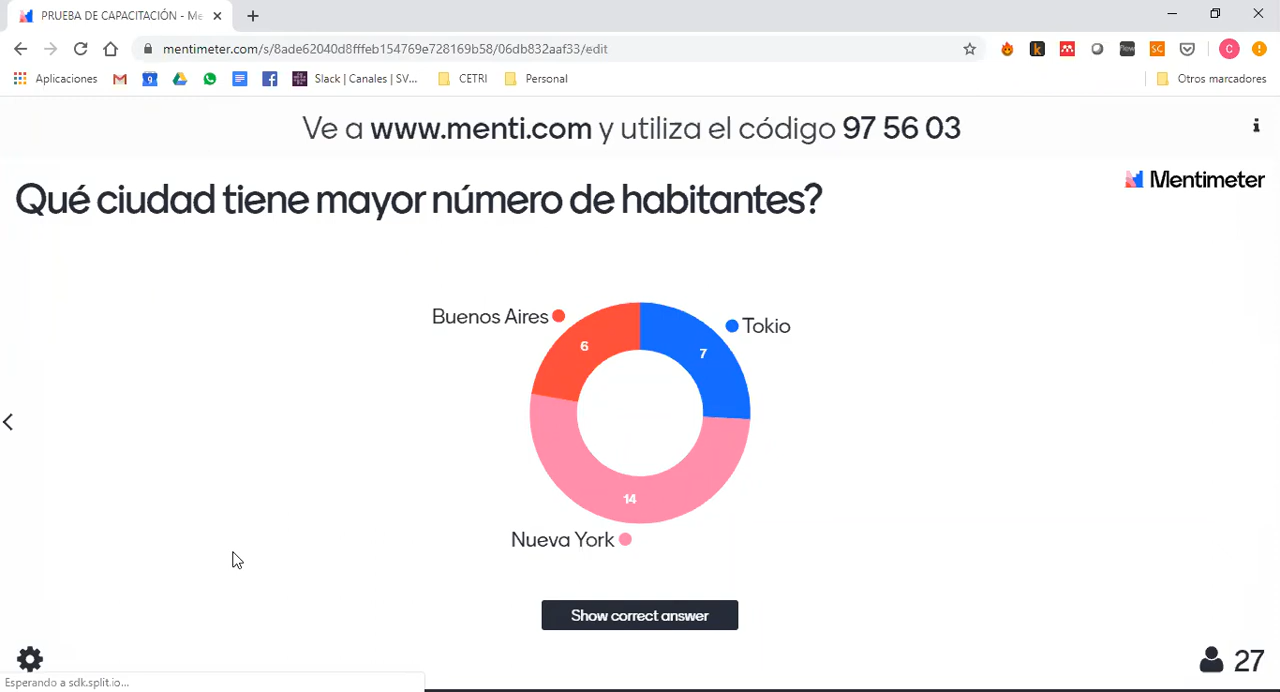 PRUEBA DE CAPACITACIÓN - Me
mentimeter.com/s/8ade62040d8fffeb154769e728169b58/06db832aaf33/edit
Aplicaciones
Slack | Canales | SV...
CETRI
Personal
Otros marcadores
Ve a www.menti.com y utiliza el código 97 56 03
Mentimeter
Qué ciudad tiene mayor número de habitantes?
Buenos Aires
Tokio
6
7
14
Nueva York
Show correct answer
27
Esperando a sdk.split.io...